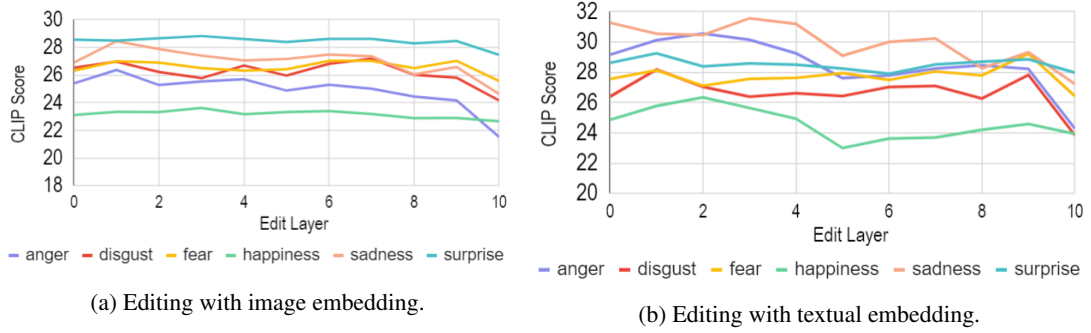 30
28
26
24
22
20
18
CLIP Score
0 2 4 6 8 10
Edit Layer
anger disgust fear happiness sadness surprise
(a) Editing with image embedding.
32
30
28
26
24
22
20
CLIP Score
0 2 4 6 8 10
Edit Layer
anger disgust fear happiness sadness surprise
(b) Editing with textual embedding.